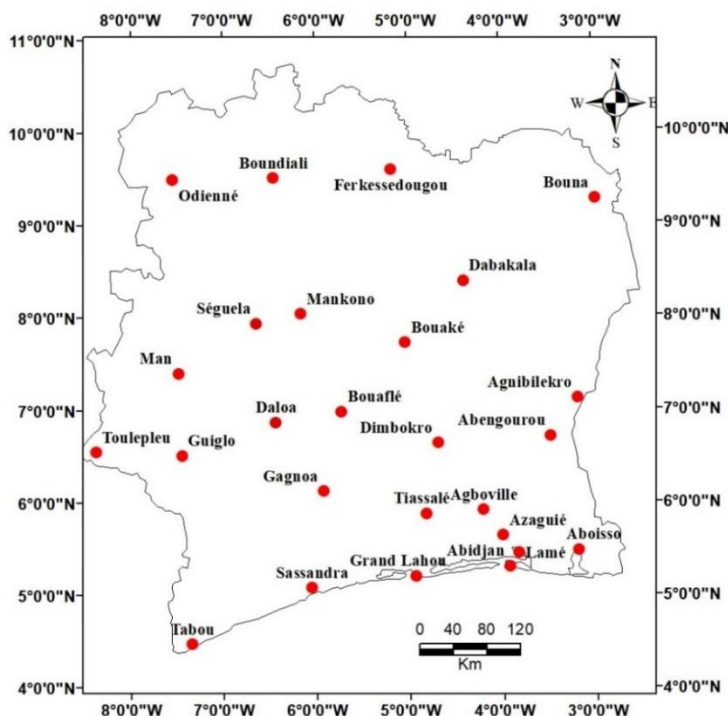 8°0'0"W 7°0'0"W 6°0'0"W 5°0'0"W 4°0'0"W 3°0'0"W
11°0'0"N
N
W E
S
10°0'0"N 10°0'0"N
Boundiali
Ferkessedougou Bouna
Odienné
9°0'0"N 9°0'0"N
Dabakala
Séguela Mankono
8°0'0"N 8°0'0"N
Bouaké
Man
Agnibilekro
7°0'0"N 7°0'0"N
Daloa Bouaflé
Dimbokro Abengourou
Toulepleu Guiglo
Gagnoa
6°0'0"N 6°0'0"N
Tiassalé Agboville
Azaguié
Aboisso
Grand Lahou Abidjan Lamé
Sassandra
5°0'0"N 5°0'0"N
Tabou
0 40 80 120
Km
4°0'0"N 4°0'0"N
8°0'0"W 7°0'0"W 6°0'0"W 5°0'0"W 4°0'0"W 3°0'0"W